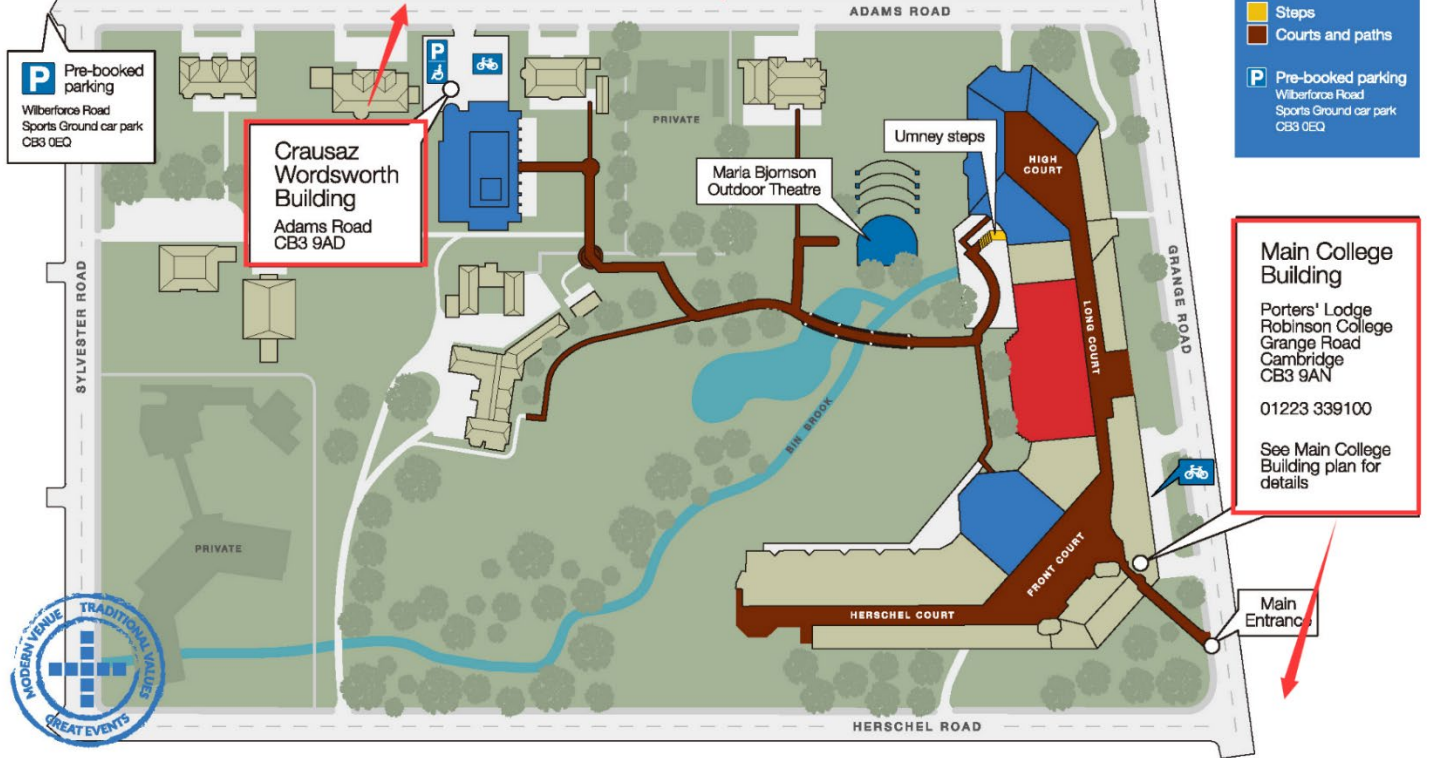 ADAMS ROAD
Steps
Courts and paths
P Pre-booked parking
Wilberforce Road
Sports Ground car park
CB3 0EQ
P Pre-booked
parking
Wilberforce Road
Sports Ground car park
CB3 0EQ
P
Crausaz
Wordsworth
Building
Adams Road
CB3 9AD
PRIVATE
Umney steps
Maria Bjornson
Outdoor Theatre
HIGH
COURT
SYLVESTER ROAD
GRANGE ROAD
LONG COURT
Main College
Building
Porters' Lodge
Robinson College
Grange Road
Cambridge
CB3 9AN
01223 339100
See Main College
Building plan for
details
BIN BROOK
PRIVATE
FRONT COURT
HERSCHEL COURT
Main
Entrance
MODERN VENUE TRADITIONAL VALUES
GREAT EVENTS
HERSCHEL ROAD